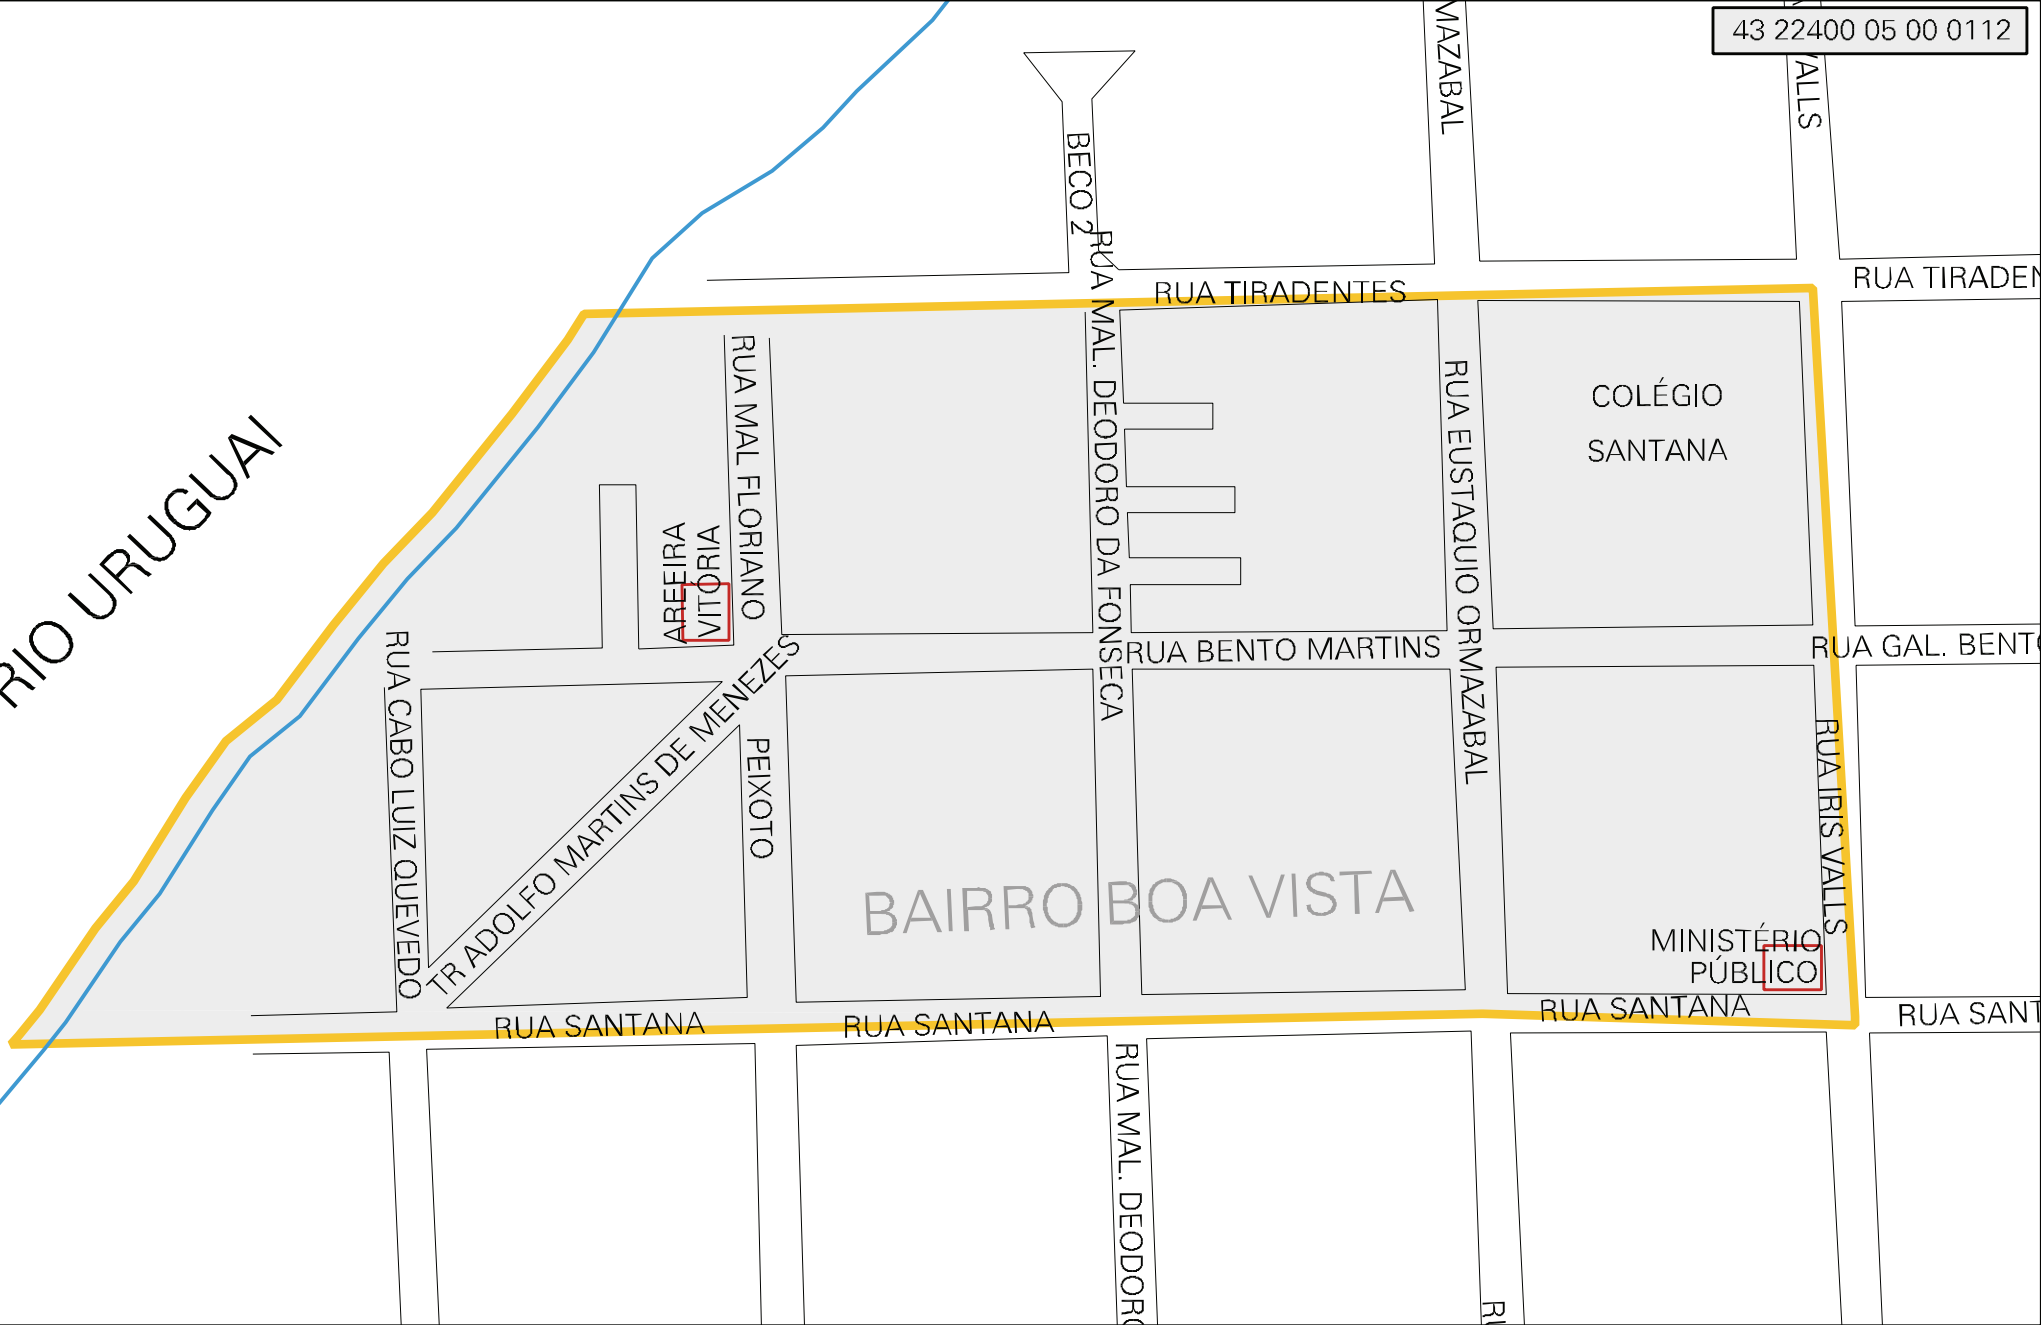 43 22400 05 00 0112
MAZABAL
VALLS
BECO 2
RUA TIRADENTES
RUA TIRADEN
RUA MAL. DEODORO DA FONSECA
RUA MAL FLORIANO
PEIXOTO
RUA EUSTAQUIO ORMAZABAL
COLÉGIO
SANTANA
RIO URUGUAI
AREEIRA
VITÓRIA
RUA BENTO MARTINS
RUA GAL. BENTO
RUA CABO LUIZ QUEVEDO
TR ADOLFO MARTINS DE MENEZES
RUA IRIS VALLS
BAIRRO BOA VISTA
MINISTÉRIO
PÚBLICO
RUA SANTANA
RUA SANTANA
RUA SANTANA
RUA SANT
RUA MAL. DEODORO
RU